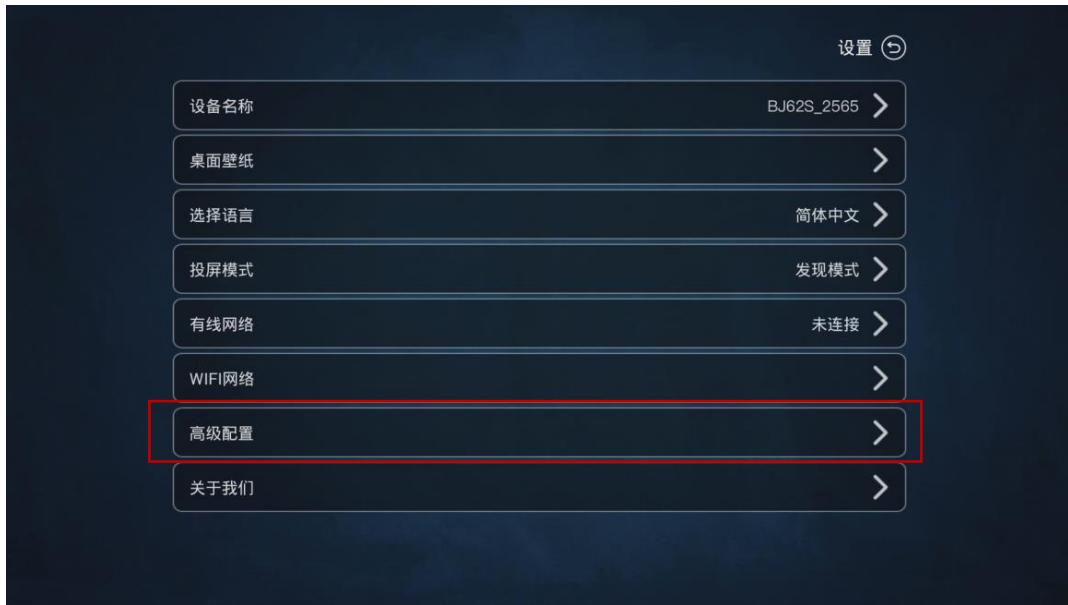 设置
设备名称 BJ62S_2565
桌面壁纸
选择语言 简体中文
投屏模式 发现模式
有线网络 未连接
WIFI网络
高级配置
关于我们